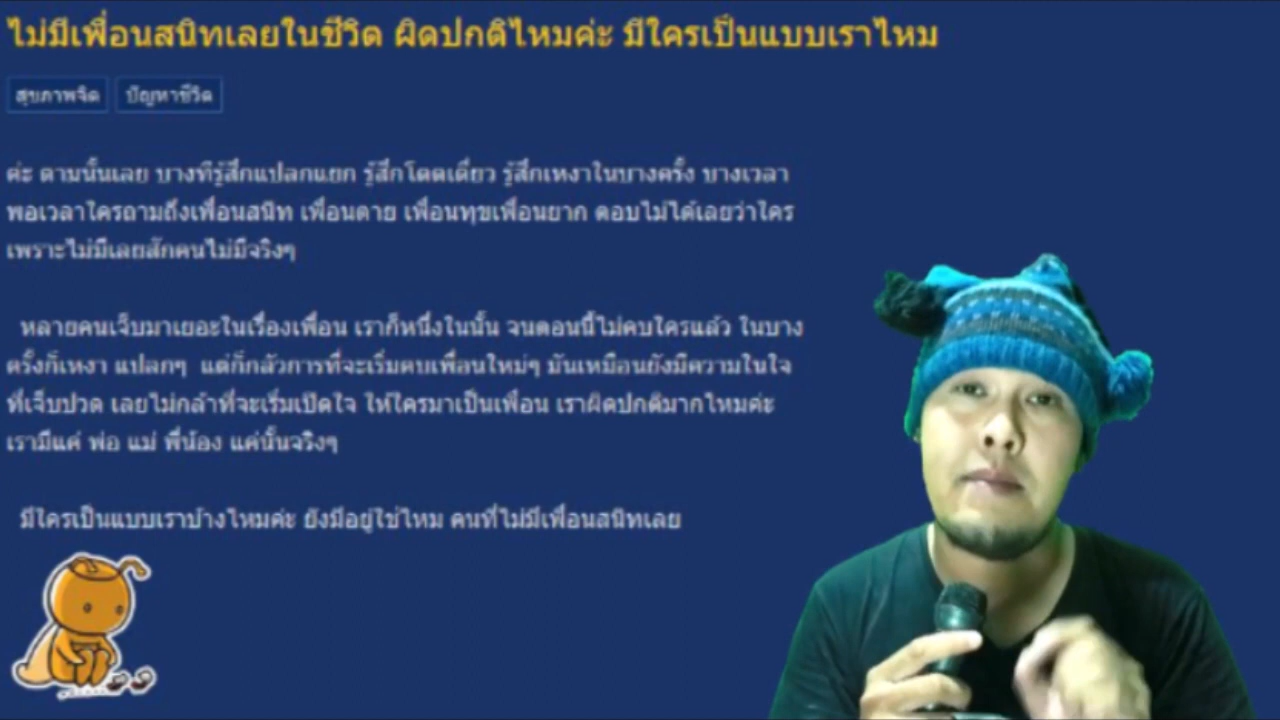 ไม่มีเพื่อนสนิทเลยในชีวิต ผิดปกติไหมค่ะ มีใครเป็นแบบเราไหม
สุขภาพจิต ปัญหาชีวิต
ค่ะ ตามนั้นเลย บางทีรู้สึกแปลกแยก รู้สึกโดดเดี่ยว รู้สึกเหงาในบางครั้ง บางเวลา
พอเวลาใครถามถึงเพื่อนสนิท เพื่อนตาย เพื่อนทุขเพื่อนยาก ตอบไม่ได้เลยว่าใคร
เพราะไม่มีเลยสักคนไม่มีจริงๆ
หลายคนเจ็บมาเยอะในเรื่องเพื่อน เราก็หนึ่งในนั้น จนตอนนี้ไม่คบใครแล้ว ในบาง
ครั้งก็เหงา แปลกๆ แต่ก็กลัวการที่จะเริ่มคบเพื่อนใหม่ๆ มันเหมือนยังมีความในใจ
ที่เจ็บปวด เลยไม่กล้าที่จะเริ่มเปิดใจ ให้ใครมาเป็นเพื่อน เราผิดปกติมากไหมค่ะ
เรามีแค่ พ่อ แม่ พี่น้อง แค่นั้นจริงๆ
มีใครเป็นแบบเราบ้างไหมค่ะ ยังมีอยู่ใช่ไหม คนที่ไม่มีเพื่อนสนิทเลย